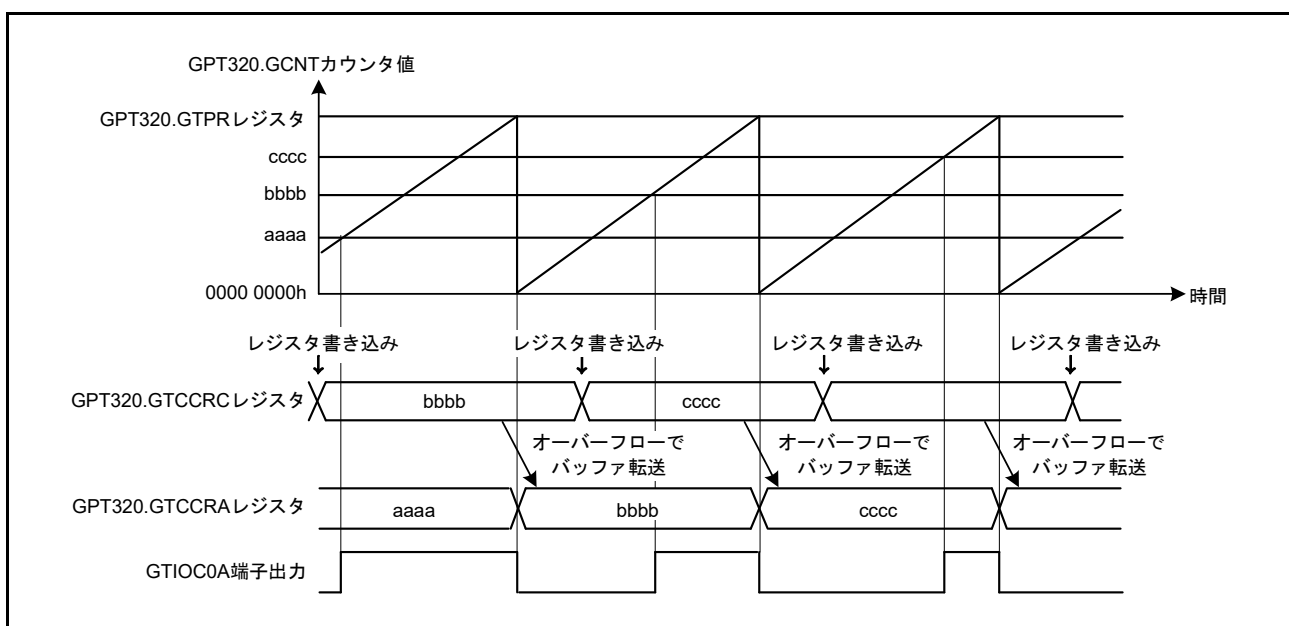 GPT320.GCNTカウンタ値
GPT320.GTPRレジスタ
cccc
bbbb
aaaa
0000 0000h
時間
レジスタ書き込み レジスタ書き込み レジスタ書き込み レジスタ書き込み
GPT320.GTCCRCレジスタ bbbb cccc
オーバーフローで オーバーフローで オーバーフローで
バッファ転送 バッファ転送 バッファ転送
GPT320.GTCCRAレジスタ aaaa bbbb cccc
GTIOC0A端子出力